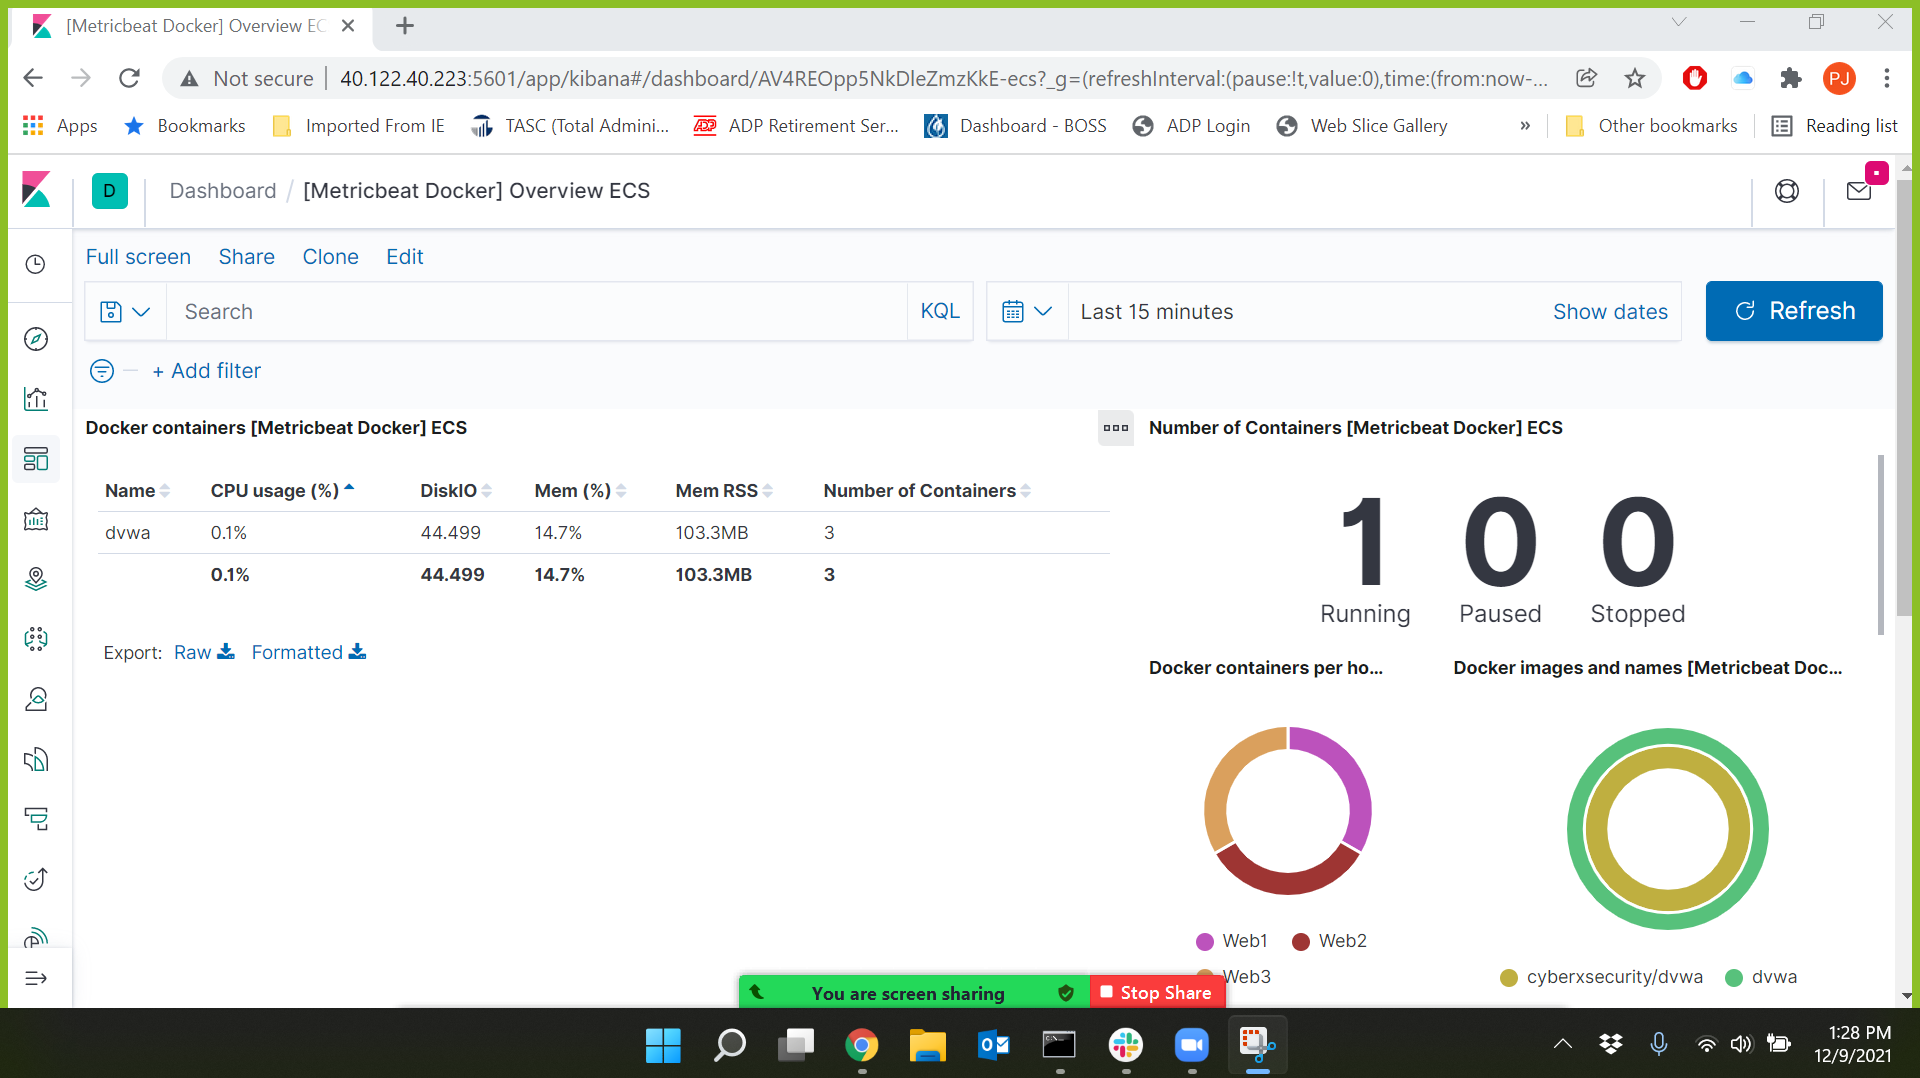 [Metricbeat Docker] Overview EC
Not secure
40.122.40.223:5601/app/kibana#/dashboard/AV4REOpp5NkDleZmzKkE-ecs?_g=(refreshInterval:(pause:!t,value:0),time:(from:now-...
PJ
Apps
Bookmarks
Imported From IE
TASC (Total Admini...
ADP Retirement Ser...
Dashboard - BOSS
ADP Login
Web Slice Gallery
»
Other bookmarks
Reading list
D
Dashboard / [Metricbeat Docker] Overview ECS
Full screen Share Clone Edit
Search
KQL
Last 15 minutes
Show dates
Refresh
+ Add filter
Docker containers [Metricbeat Docker] ECS
Name CPU usage (%) DiskIO Mem (%) Mem RSS Number of Containers
dvwa 0.1% 44.499 14.7% 103.3MB 3
0.1% 44.499 14.7% 103.3MB 3
Export: Raw Formatted
Number of Containers [Metricbeat Docker] ECS
1 0 0
Running Paused Stopped
Docker containers per ho...
Web1 Web2
Web3
Docker images and names [Metricbeat Doc...
cyberxsecurity/dvwa dvwa
You are screen sharing
Stop Share
1:28 PM
12/9/2021